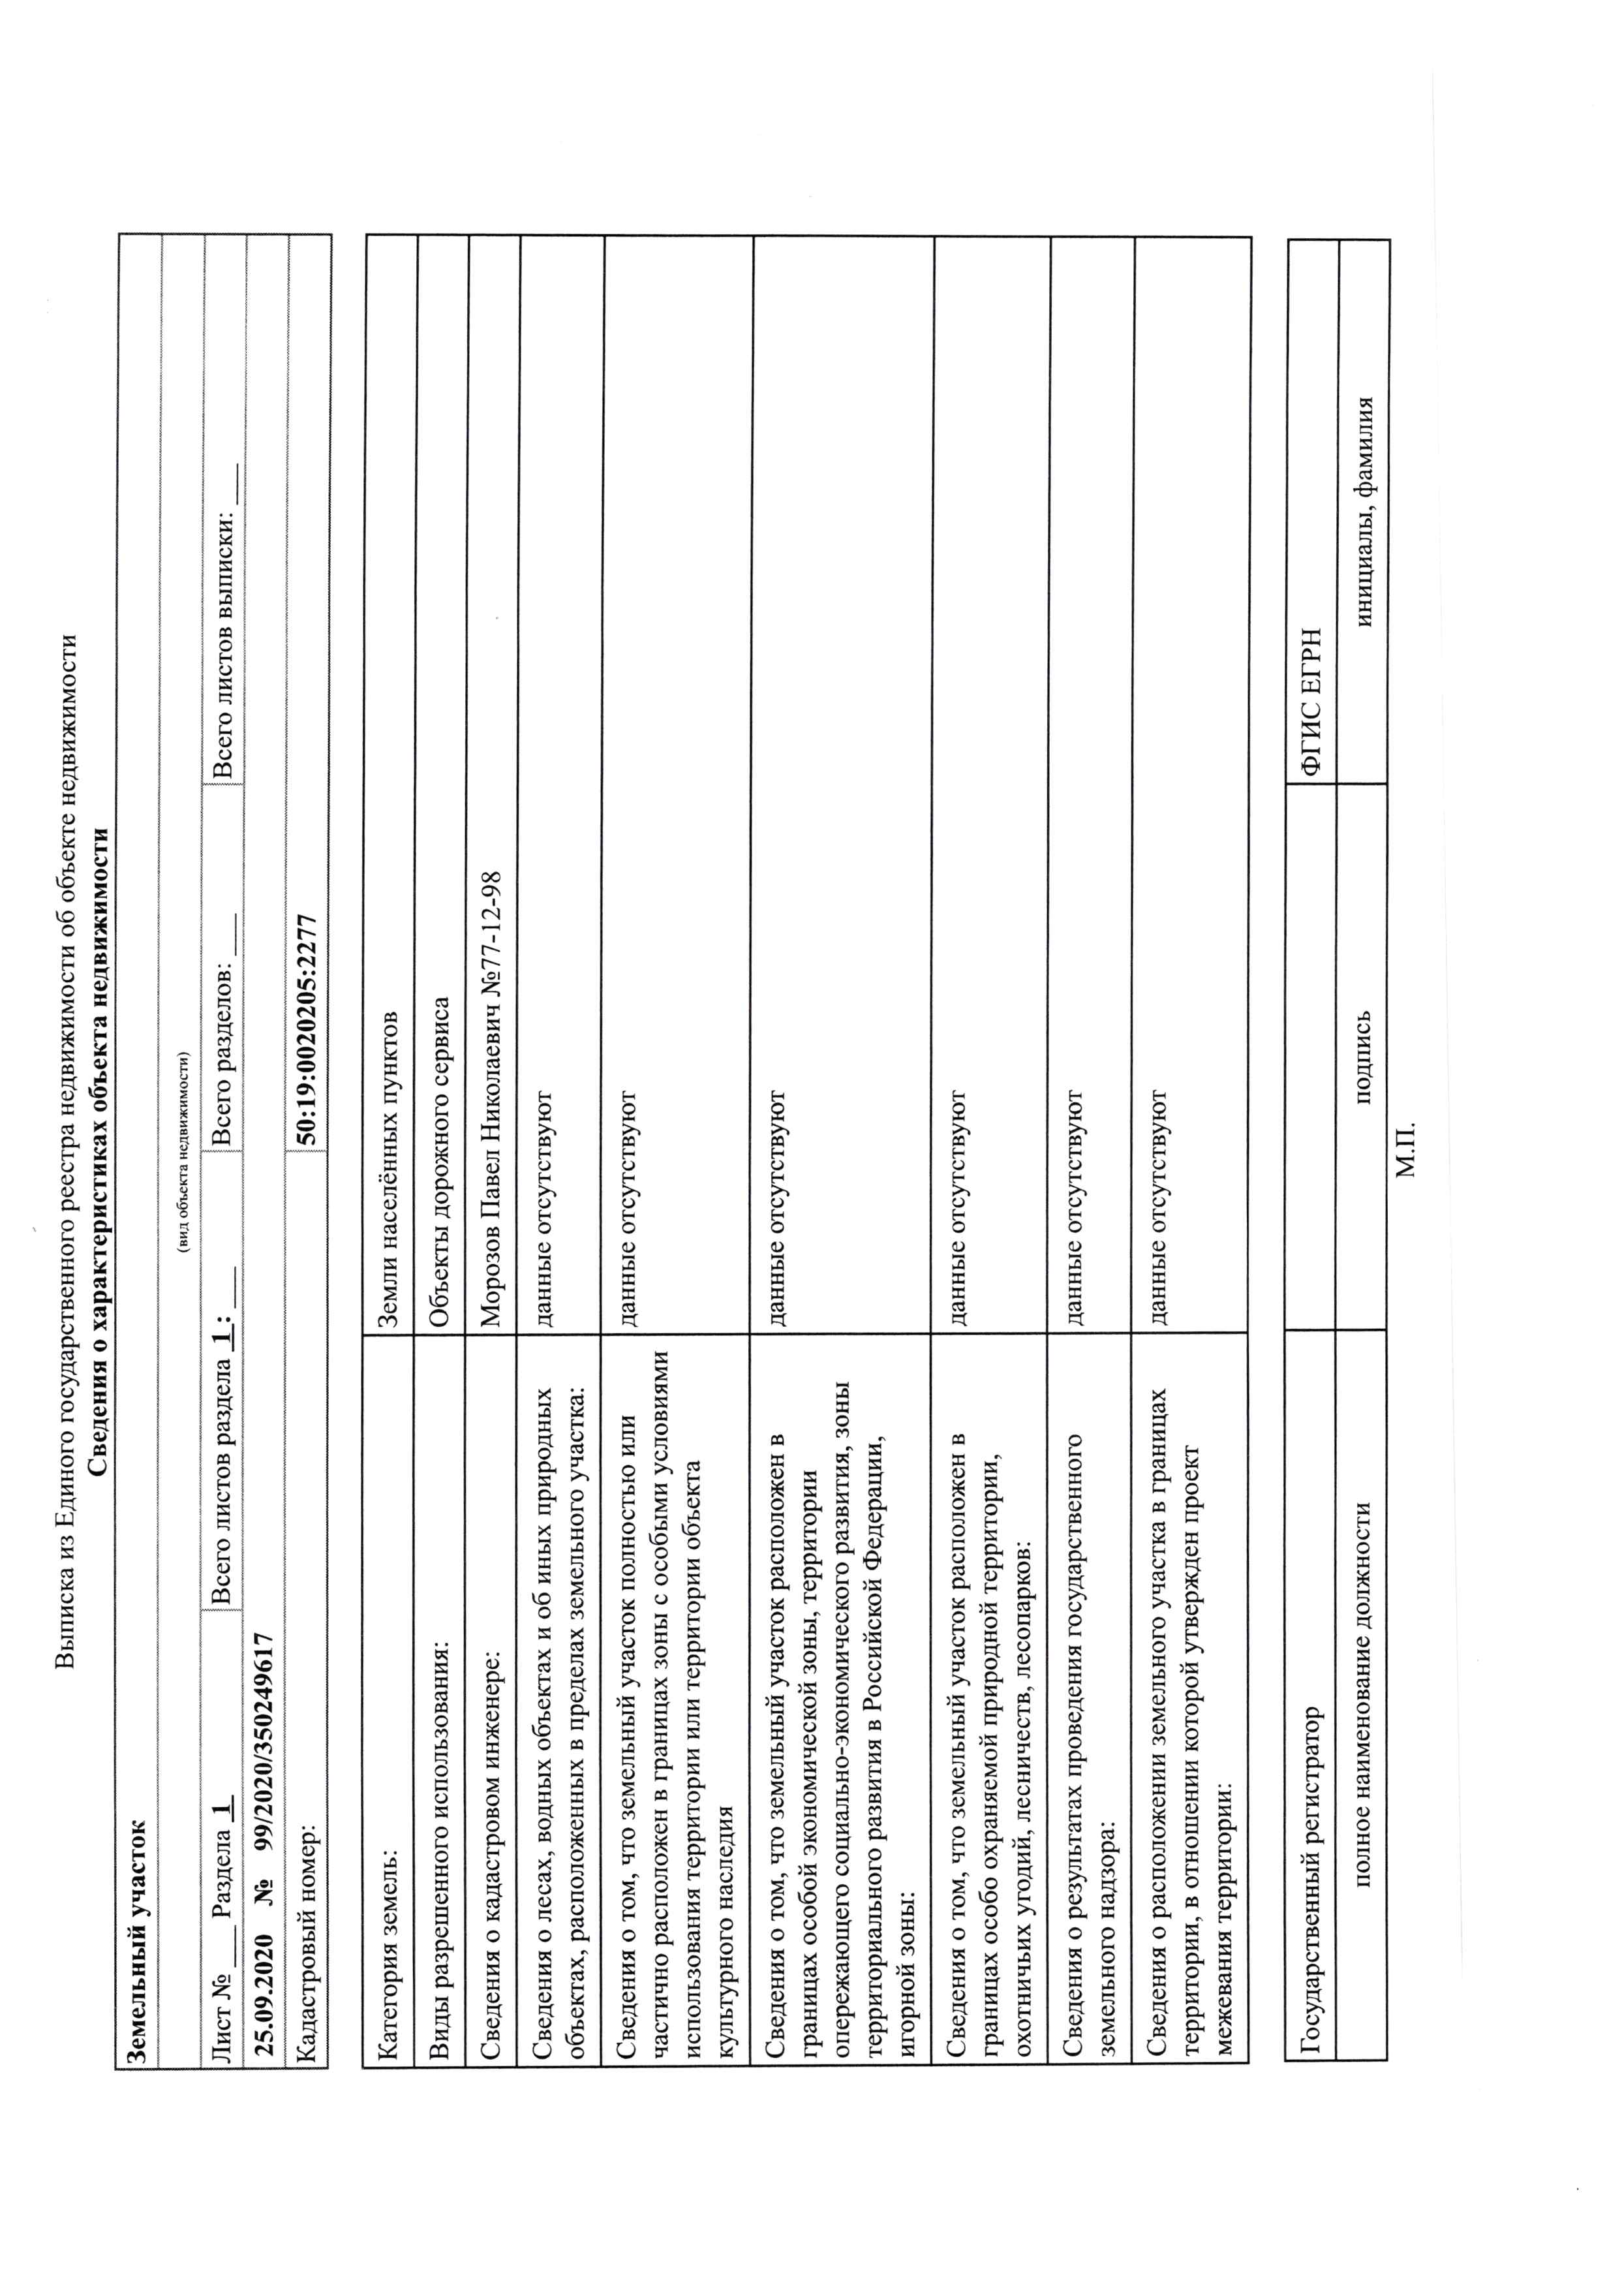 Выписка из Единого государственного реестра недвижимости об объекте недвижимости
Сведения о характеристиках объекта недвижимости
Земельный участок
(вид объекта недвижимости)
Лист № ___ Раздела 1 Всего листов раздела 1 : ___ Всего разделов: ___ Всего листов выписки: ___
25.09.2020 № 99/2020/350249617
Кадастровый номер: 50:19:0020205:2277
Категория земель: Земли населённых пунктов
Виды разрешенного использования: Объекты дорожного сервиса
Сведения о кадастровом инженере: Морозов Павел Николаевич №77-12-98
Сведения о лесах, водных объектах и об иных природных
объектах, расположенных в пределах земельного участка:
данные отсутствуют
Сведения о том, что земельный участок полностью или
частично расположен в границах зоны с особыми условиями
использования территории или территории объекта
культурного наследия
данные отсутствуют
Сведения о том, что земельный участок расположен в
границах особой экономической зоны, территории
опережающего социально-экономического развития, зоны
территориального развития в Российской Федерации,
игорной зоны:
данные отсутствуют
Сведения о том, что земельный участок расположен в
границах особо охраняемой природной территории,
охотничьих угодий, лесничеств, лесопарков:
данные отсутствуют
Сведения о результатах проведения государственного
земельного надзора:
данные отсутствуют
Сведения о расположении земельного участка в границах
территории, в отношении которой утвержден проект
межевания территории:
данные отсутствуют
Государственный регистратор ФГИС ЕГРН
полное наименование должности подпись инициалы, фамилия
М.П.